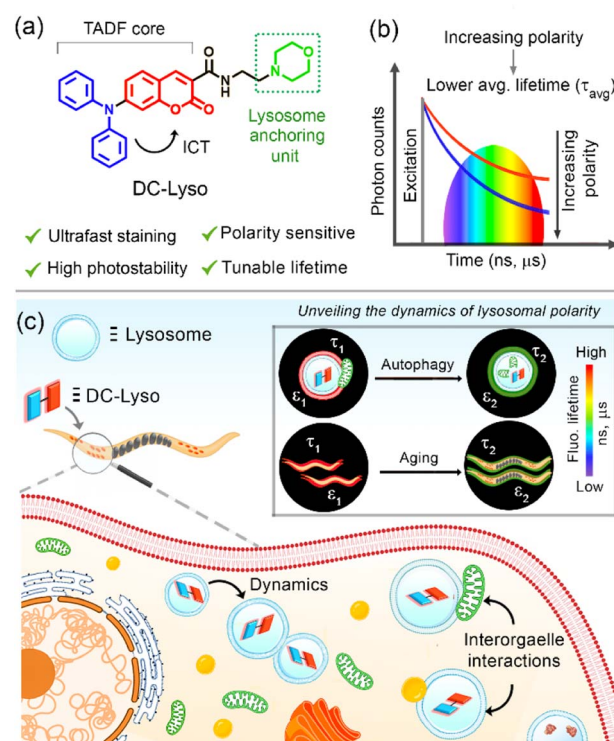 (a)
TADF core
O
N
H
N
O
N
O
O
ICT
Lysosome
anchoring
unit
DC-Lyso
✓ Ultrafast staining
✓ Polarity sensitive
✓ High photostability
✓ Tunable lifetime
(b)
Increasing polarity
Lower avg. lifetime (τavg)
Photon counts
Excitation
Increasing
polarity
Time (ns, μs)
(c)
Lysosome
DC-Lyso
Unveiling the dynamics of lysosomal polarity
τ1
ε1
Autophagy
τ2
ε2
τ1
ε1
Aging
τ2
ε2
High
Fluo. lifetime
ns, μs
Low
Dynamics
Interorgaelle
interactions